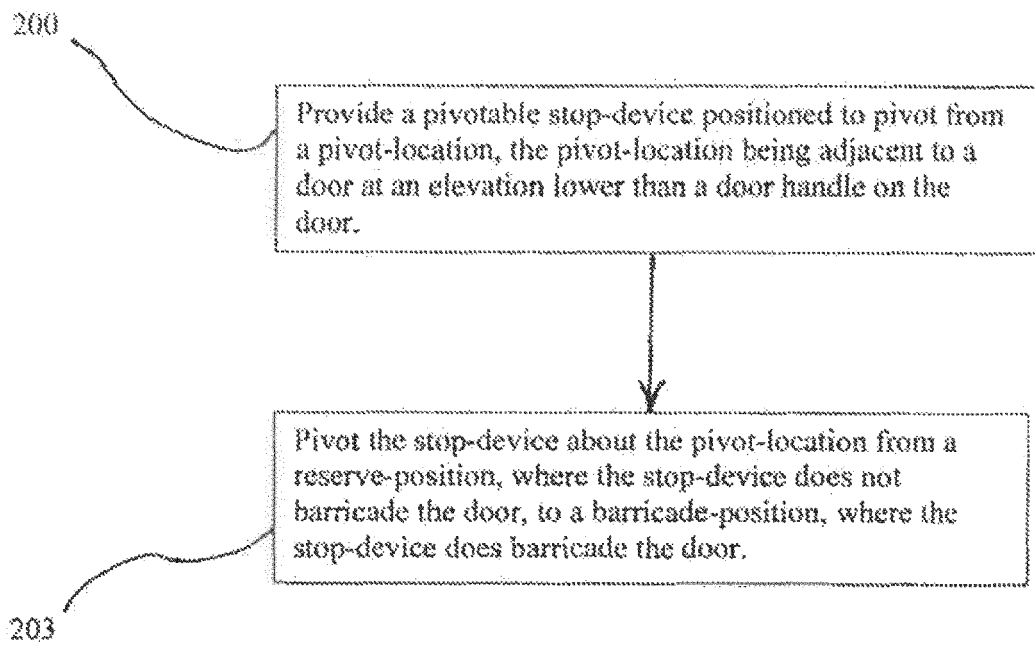 200
Provide a pivotable stop-device positioned to pivot from
a pivot-location, the pivot-location being adjacent to a
door at an elevation lower than a door handle on the
door.
Pivot the stop-device about the pivot-location from a
reserve-position, where the stop-device does not
barricade the door, to a barricade-position, where the
stop-device does barricade the door.
203